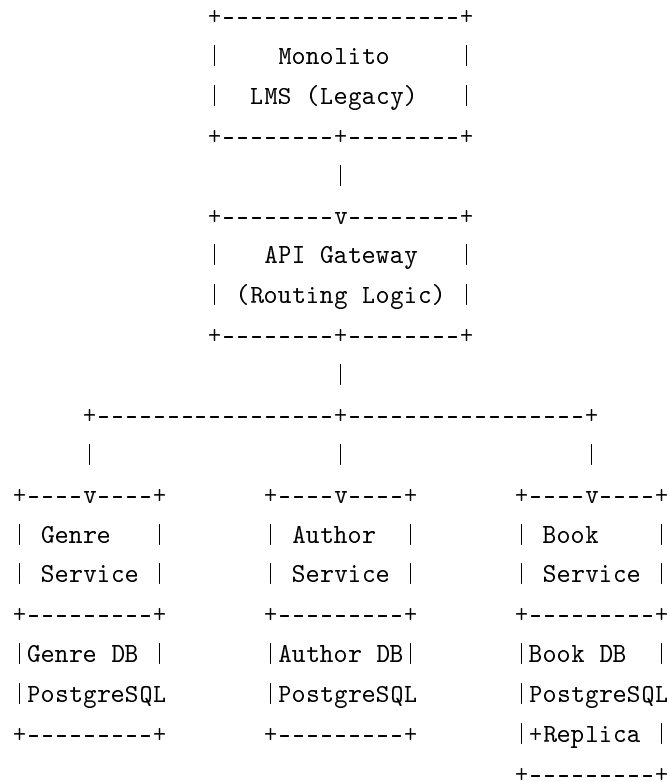 +-----------------+
|    Monolito     |
|  LMS (Legacy)   |
+--------+--------+
|
+--------v--------+
|   API Gateway   |
| (Routing Logic) |
+--------+--------+
|
+----------------+----------------+
|                |                |
+----v----+      +----v----+      +----v----+
| Genre   |      | Author  |      | Book    |
| Service |      | Service |      | Service |
+---------+      +---------+      +---------+
|Genre DB |      |Author DB|      |Book DB  |
|PostgreSQL      |PostgreSQL      |PostgreSQL
+---------+      +---------+      |+Replica |
+---------+